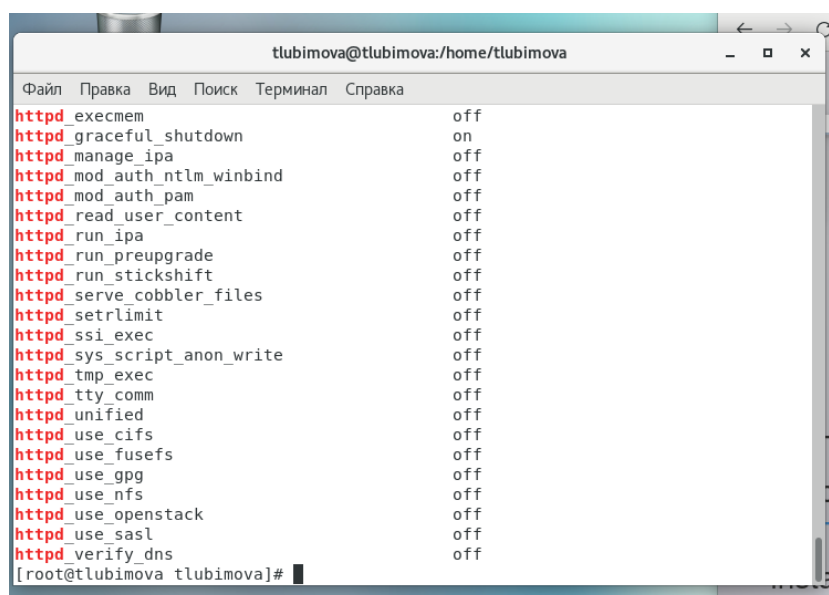 tlubimova@tlubimova:/home/tlubimova
Файл Правка Вид Поиск Терминал Справка
httpd_execmem off
httpd_graceful_shutdown on
httpd_manage_ipa off
httpd_mod_auth_ntlm_winbind off
httpd_mod_auth_pam off
httpd_read_user_content off
httpd_run_ipa off
httpd_run_preupgrade off
httpd_run_stickshift off
httpd_serve_cobbler_files off
httpd_setrlimit off
httpd_ssi_exec off
httpd_sys_script_anon_write off
httpd_tmp_exec off
httpd_tty_comm off
httpd_unified off
httpd_use_cifs off
httpd_use_fusefs off
httpd_use_gpg off
httpd_use_nfs off
httpd_use_openstack off
httpd_use_sasl off
httpd_verify_dns off
[root@tlubimova tlubimova]#